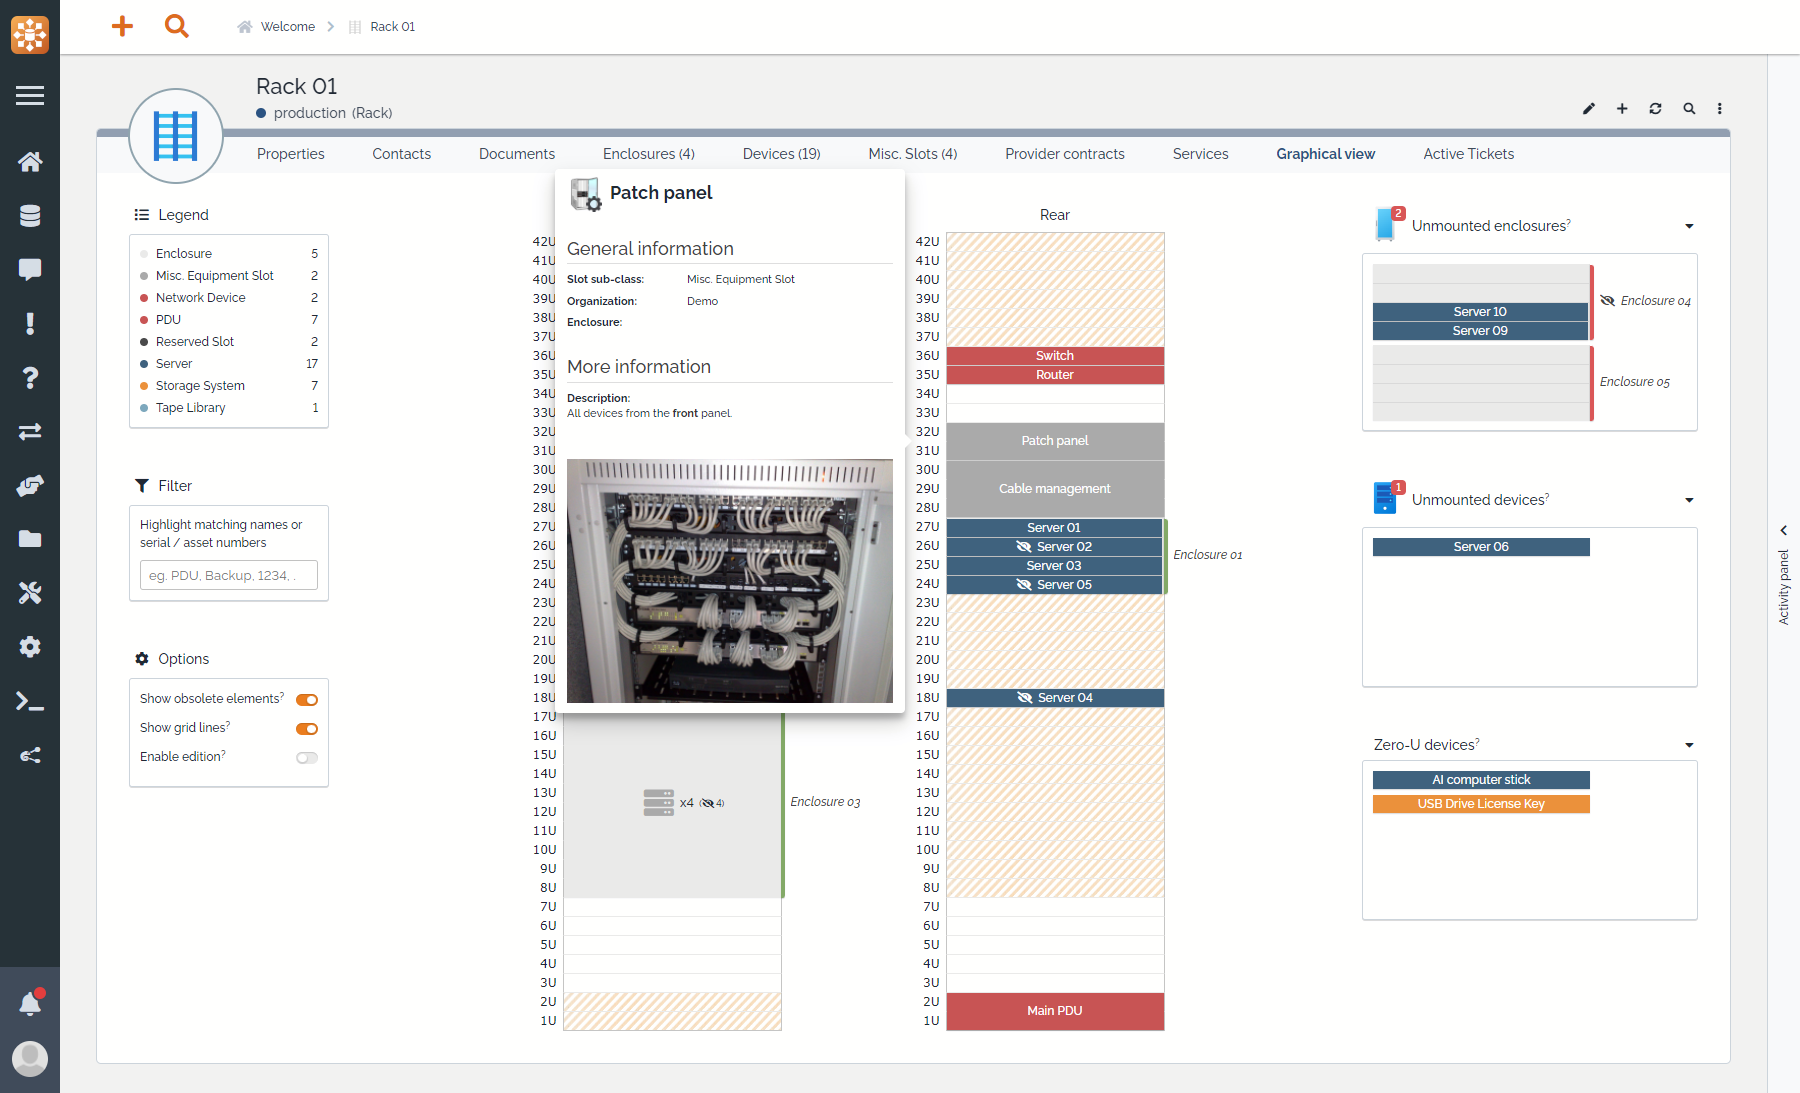 Welcome
Rack 01
Rack 01
production (Rack)
Properties
Contacts
Documents
Enclosures (4)
Devices (19)
Misc. Slots (4)
Provider contracts
Services
Graphical view
Active Tickets
Legend
Enclosure 5
Misc. Equipment Slot 2
Network Device 2
PDU 7
Reserved Slot 2
Server 17
Storage System 7
Tape Library 1
Filter
Highlight matching names or
serial / asset numbers
eg. PDU, Backup, 1234, .
Options
Show obsolete elements?
Show grid lines?
Enable edition?
Patch panel
General information
Slot sub-class: Misc. Equipment Slot
Organization: Demo
Enclosure:
More information
Description:
All devices from the front panel.
42U
41U
40U
39U
38U
37U
36U
35U
34U
33U
32U
31U
30U
29U
28U
27U
26U
25U
24U
23U
22U
21U
20U
19U
18U
17U
16U
15U
14U
13U
12U
11U
10U
9U
8U
7U
6U
5U
4U
3U
2U
1U
x4 (4)
Enclosure 03
Rear
42U
41U
40U
39U
38U
37U
36U Switch
35U Router
34U
33U
32U
Patch panel
31U
30U
29U Cable management
28U
27U Server 01
26U Server 02
25U Server 03
24U Server 05
Enclosure 01
23U
22U
21U
20U
19U
18U Server 04
17U
16U
15U
14U
13U
12U
11U
10U
9U
8U
7U
6U
5U
4U
3U
2U
Main PDU
1U
2
Unmounted enclosures?
Server 10
Server 09
Enclosure 04
Enclosure 05
1
Unmounted devices?
Server 06
Zero-U devices?
AI computer stick
USB Drive License Key
Activity panel